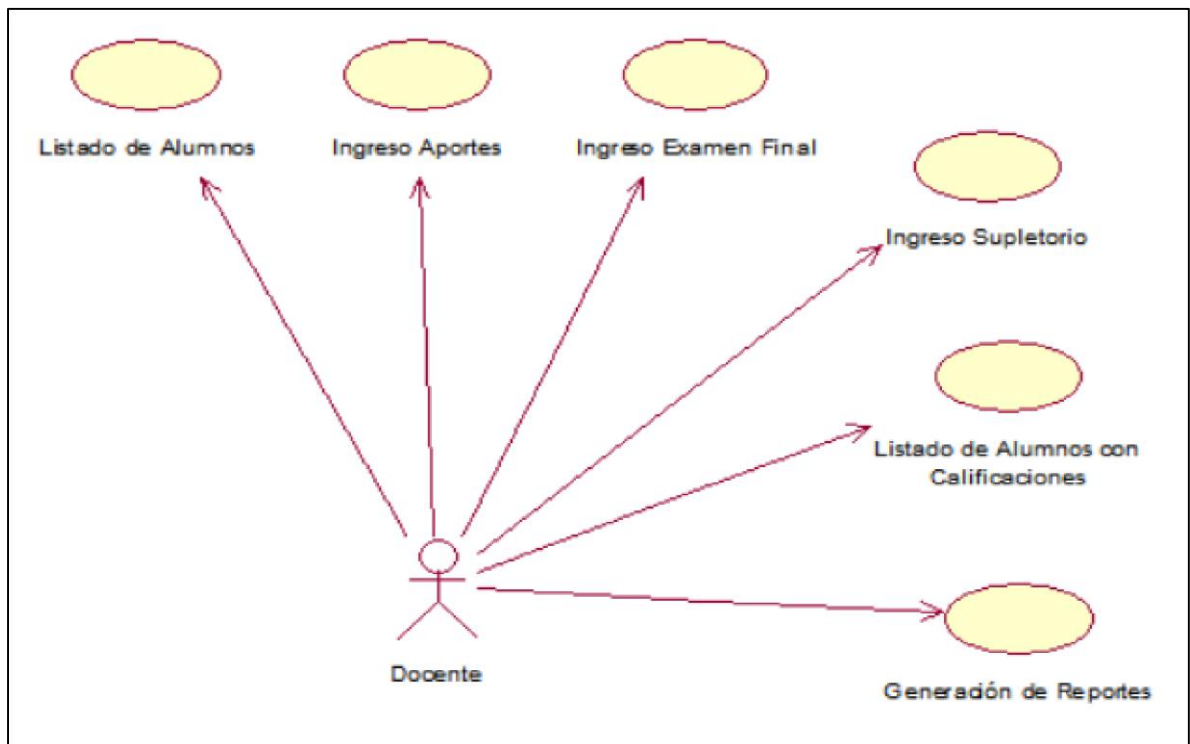 Listado de Alumnos
Ingreso Aportes
Ingreso Examen Final
Ingreso Supletorio
Listado de Alumnos con
Calificaciones
Docente
Generación de Reportes